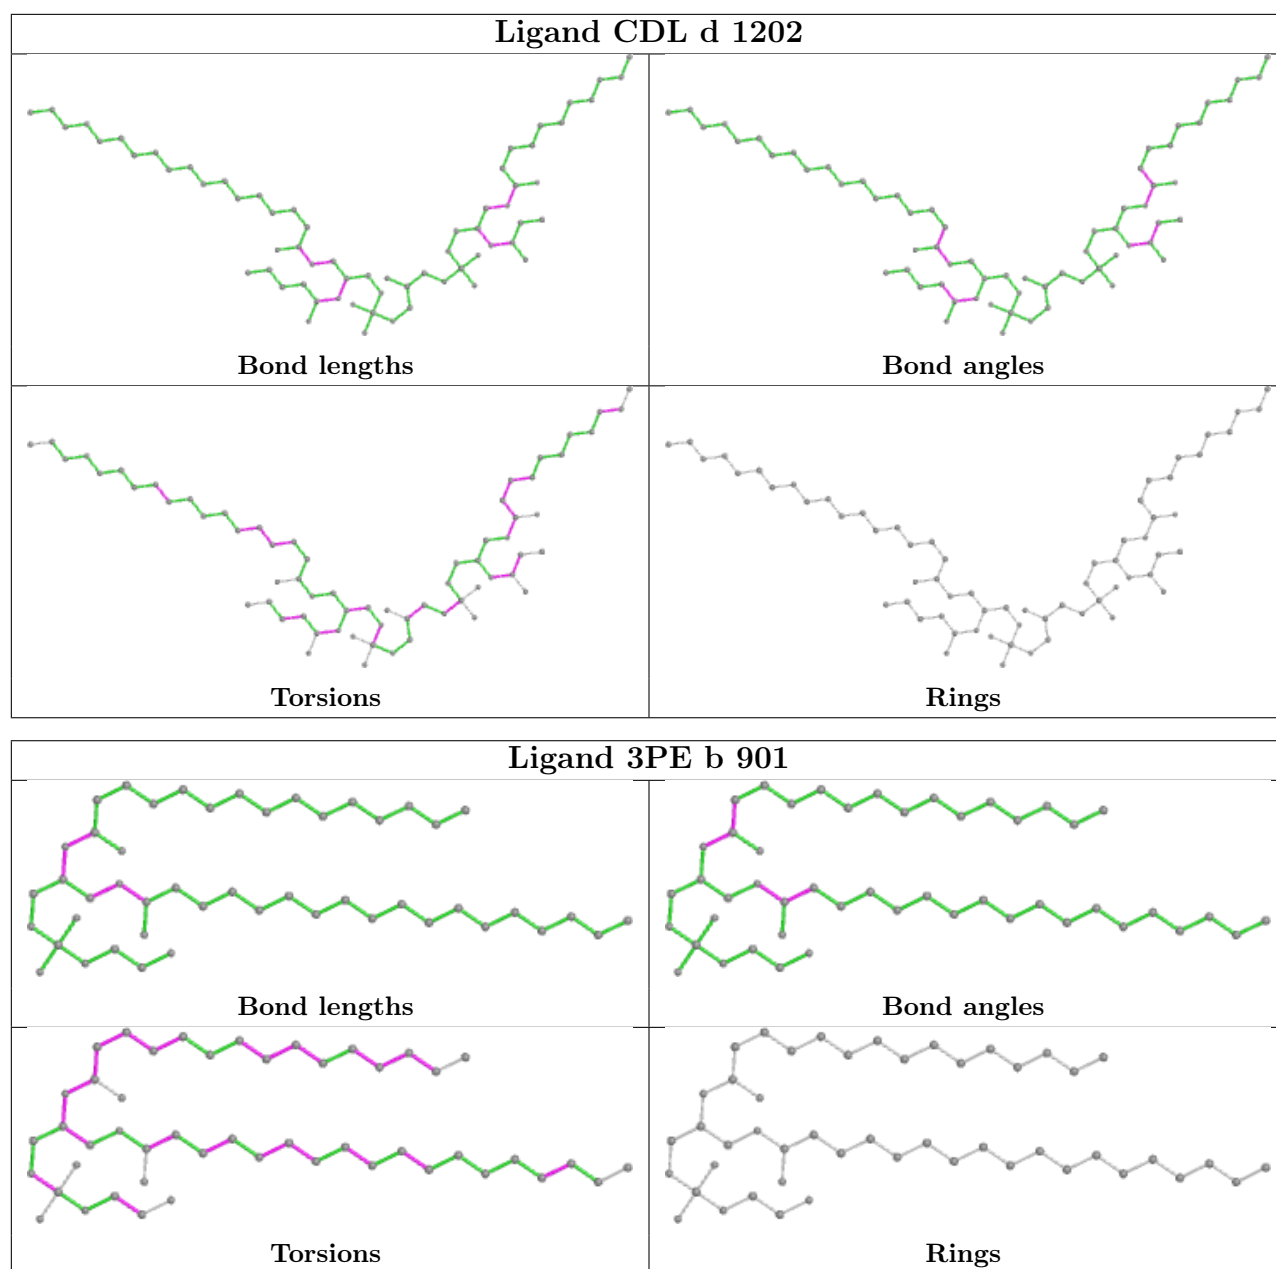 Ligand CDL d 1202
Bond lengths
Bond angles
Torsions
Rings
Ligand 3PE b 901
Bond lengths
Bond angles
Torsions
Rings